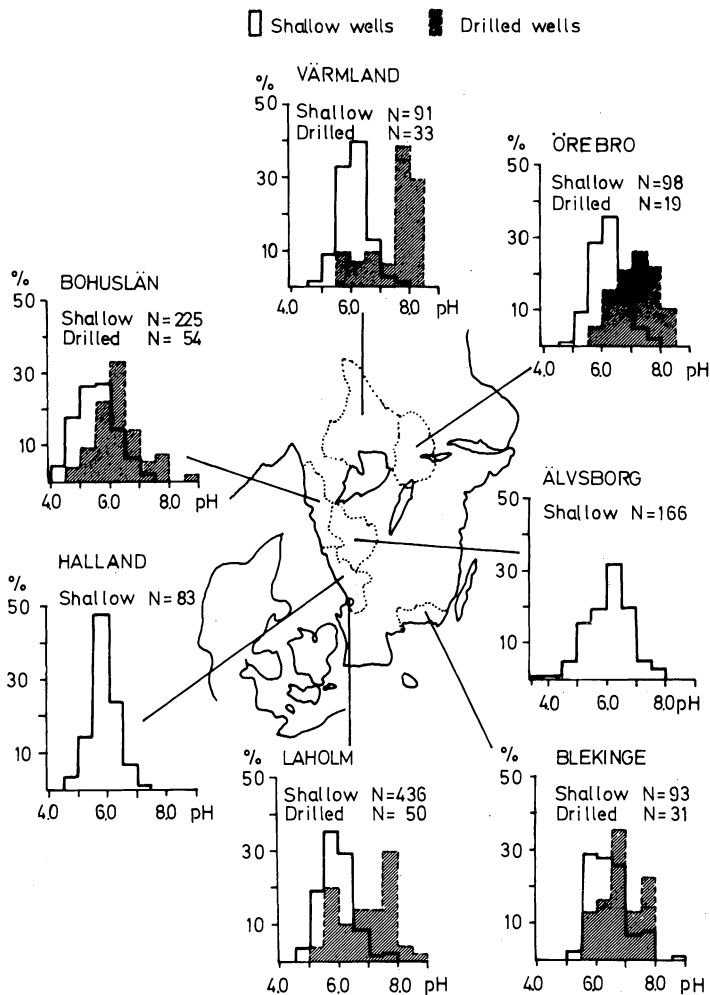 Shallow wells Drilled wells
VÄRMLAND
%
50
Shallow N=91
Drilled N=33
30
10
4.0 6.0 8.0 pH
ÖREBRO
%
50
Shallow N=98
Drilled N=19
30
10
4.0 6.0 8.0 pH
BOHUSLÄN
%
50
Shallow N=225
Drilled N= 54
30
10
4.0 6.0 8.0 pH
ÄLVSBORG
50
Shallow N=166
30
10
4.0 6.0 8.0pH
HALLAND
%
50
Shallow N=83
30
10
4.0 6.0 8.0 pH
LAHOLM
%
50
Shallow N=436
Drilled N= 50
30
10
4.0 6.0 8.0 pH
BLEKINGE
%
50
Shallow N=93
Drilled N=31
30
10
4.0 6.0 8.0 pH